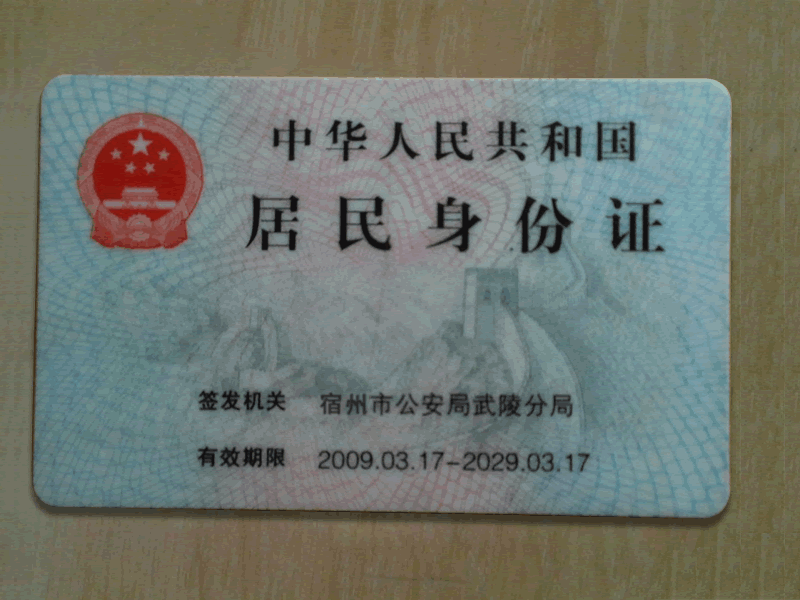 中华人民共和国
居民身份证
签发机关 宿州市公安局武陵分局
有效期限 2009.03.17-2029.03.17